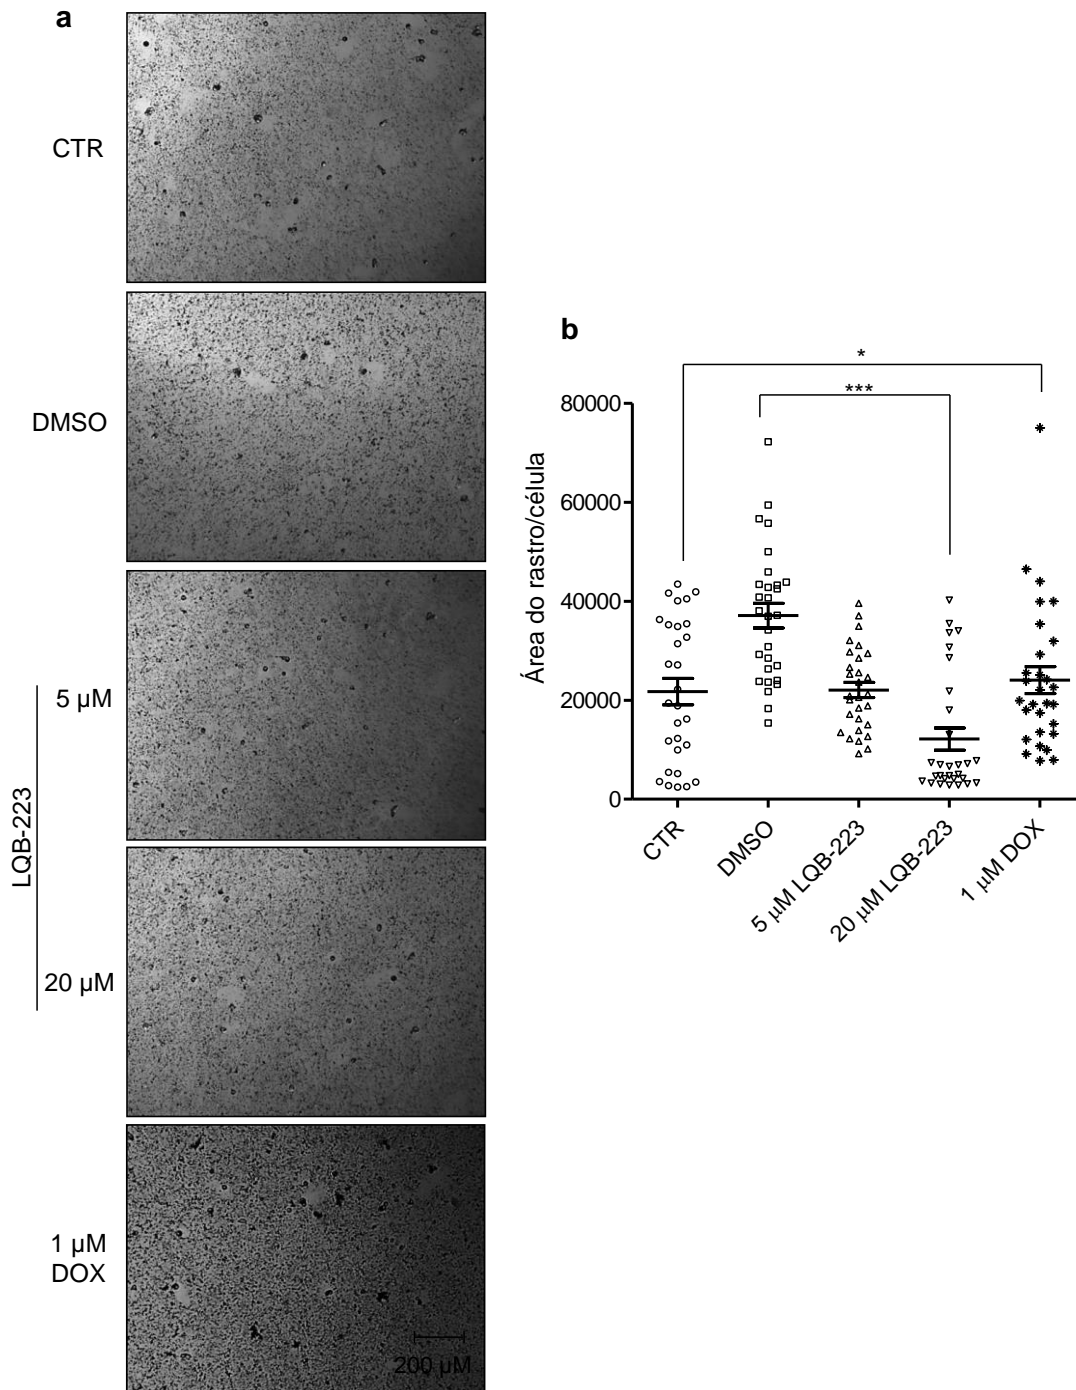 a
CTR
DMSO
5 µM
LQB-223
20 µM
1 µM
DOX
200 µM
b
*
***
Área do rastro/célula
80000
60000
40000
20000
0
CTR
DMSO
5 µM LQB-223
20 µM LQB-223
1 µM DOX